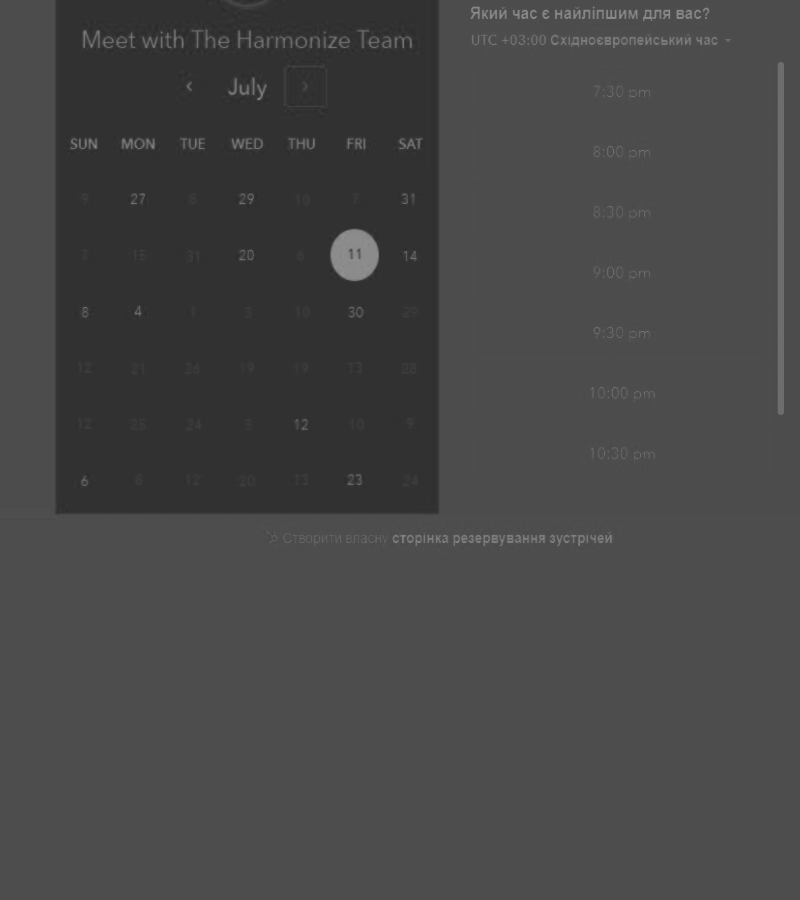 Meet with The Harmonize Team
July
SUN MON TUE WED THU FRI SAT
9 27 6 29 10 7 31
7 15 31 20 6 11 14
8 4 1 3 10 30 29
12 21 26 19 19 13 28
12 25 24 5 12 10 9
6 6 12 30 13 23 24
Який час є найліпшим для вас?
UTC +03:00 Східноєвропейський час
7:30 pm
8:00 pm
8:30 pm
9:00 pm
9:30 pm
10:00 pm
10:30 pm
Створити власну сторінка резервування зустрічей